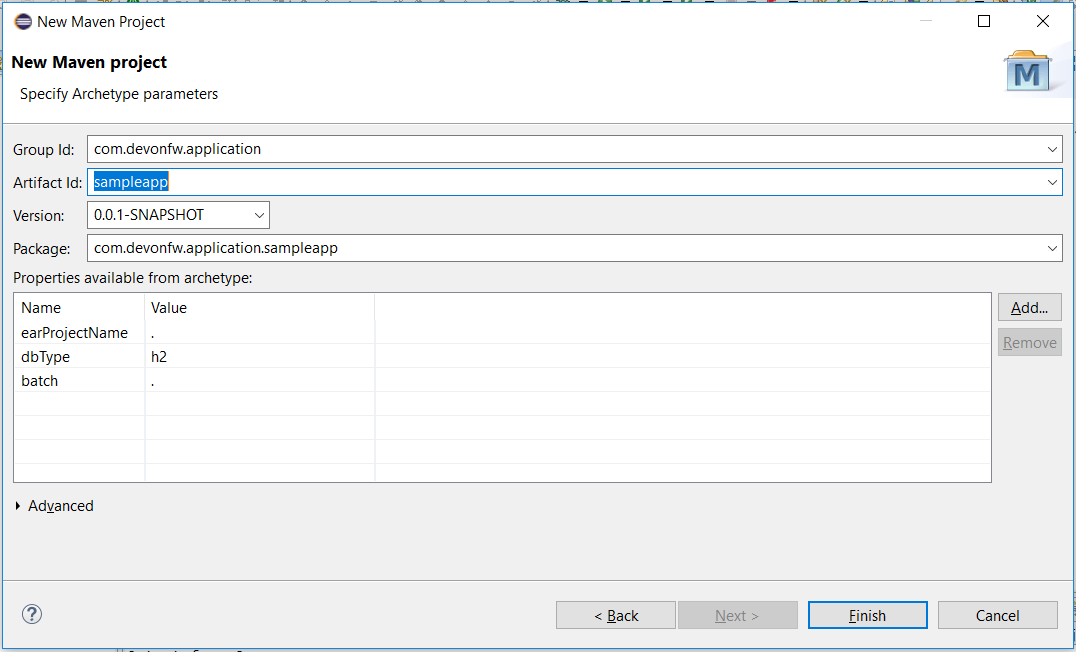 New Maven Project
New Maven project
Specify Archetype parameters
Group Id: com.devonfw.application
Artifact Id: sampleapp
Version: 0.0.1-SNAPSHOT
Package: com.devonfw.application.sampleapp
Properties available from archetype:
Name Value Add...
earProjectName .
dbType h2 Remove
batch .
Advanced
? < Back Next > Finish Cancel